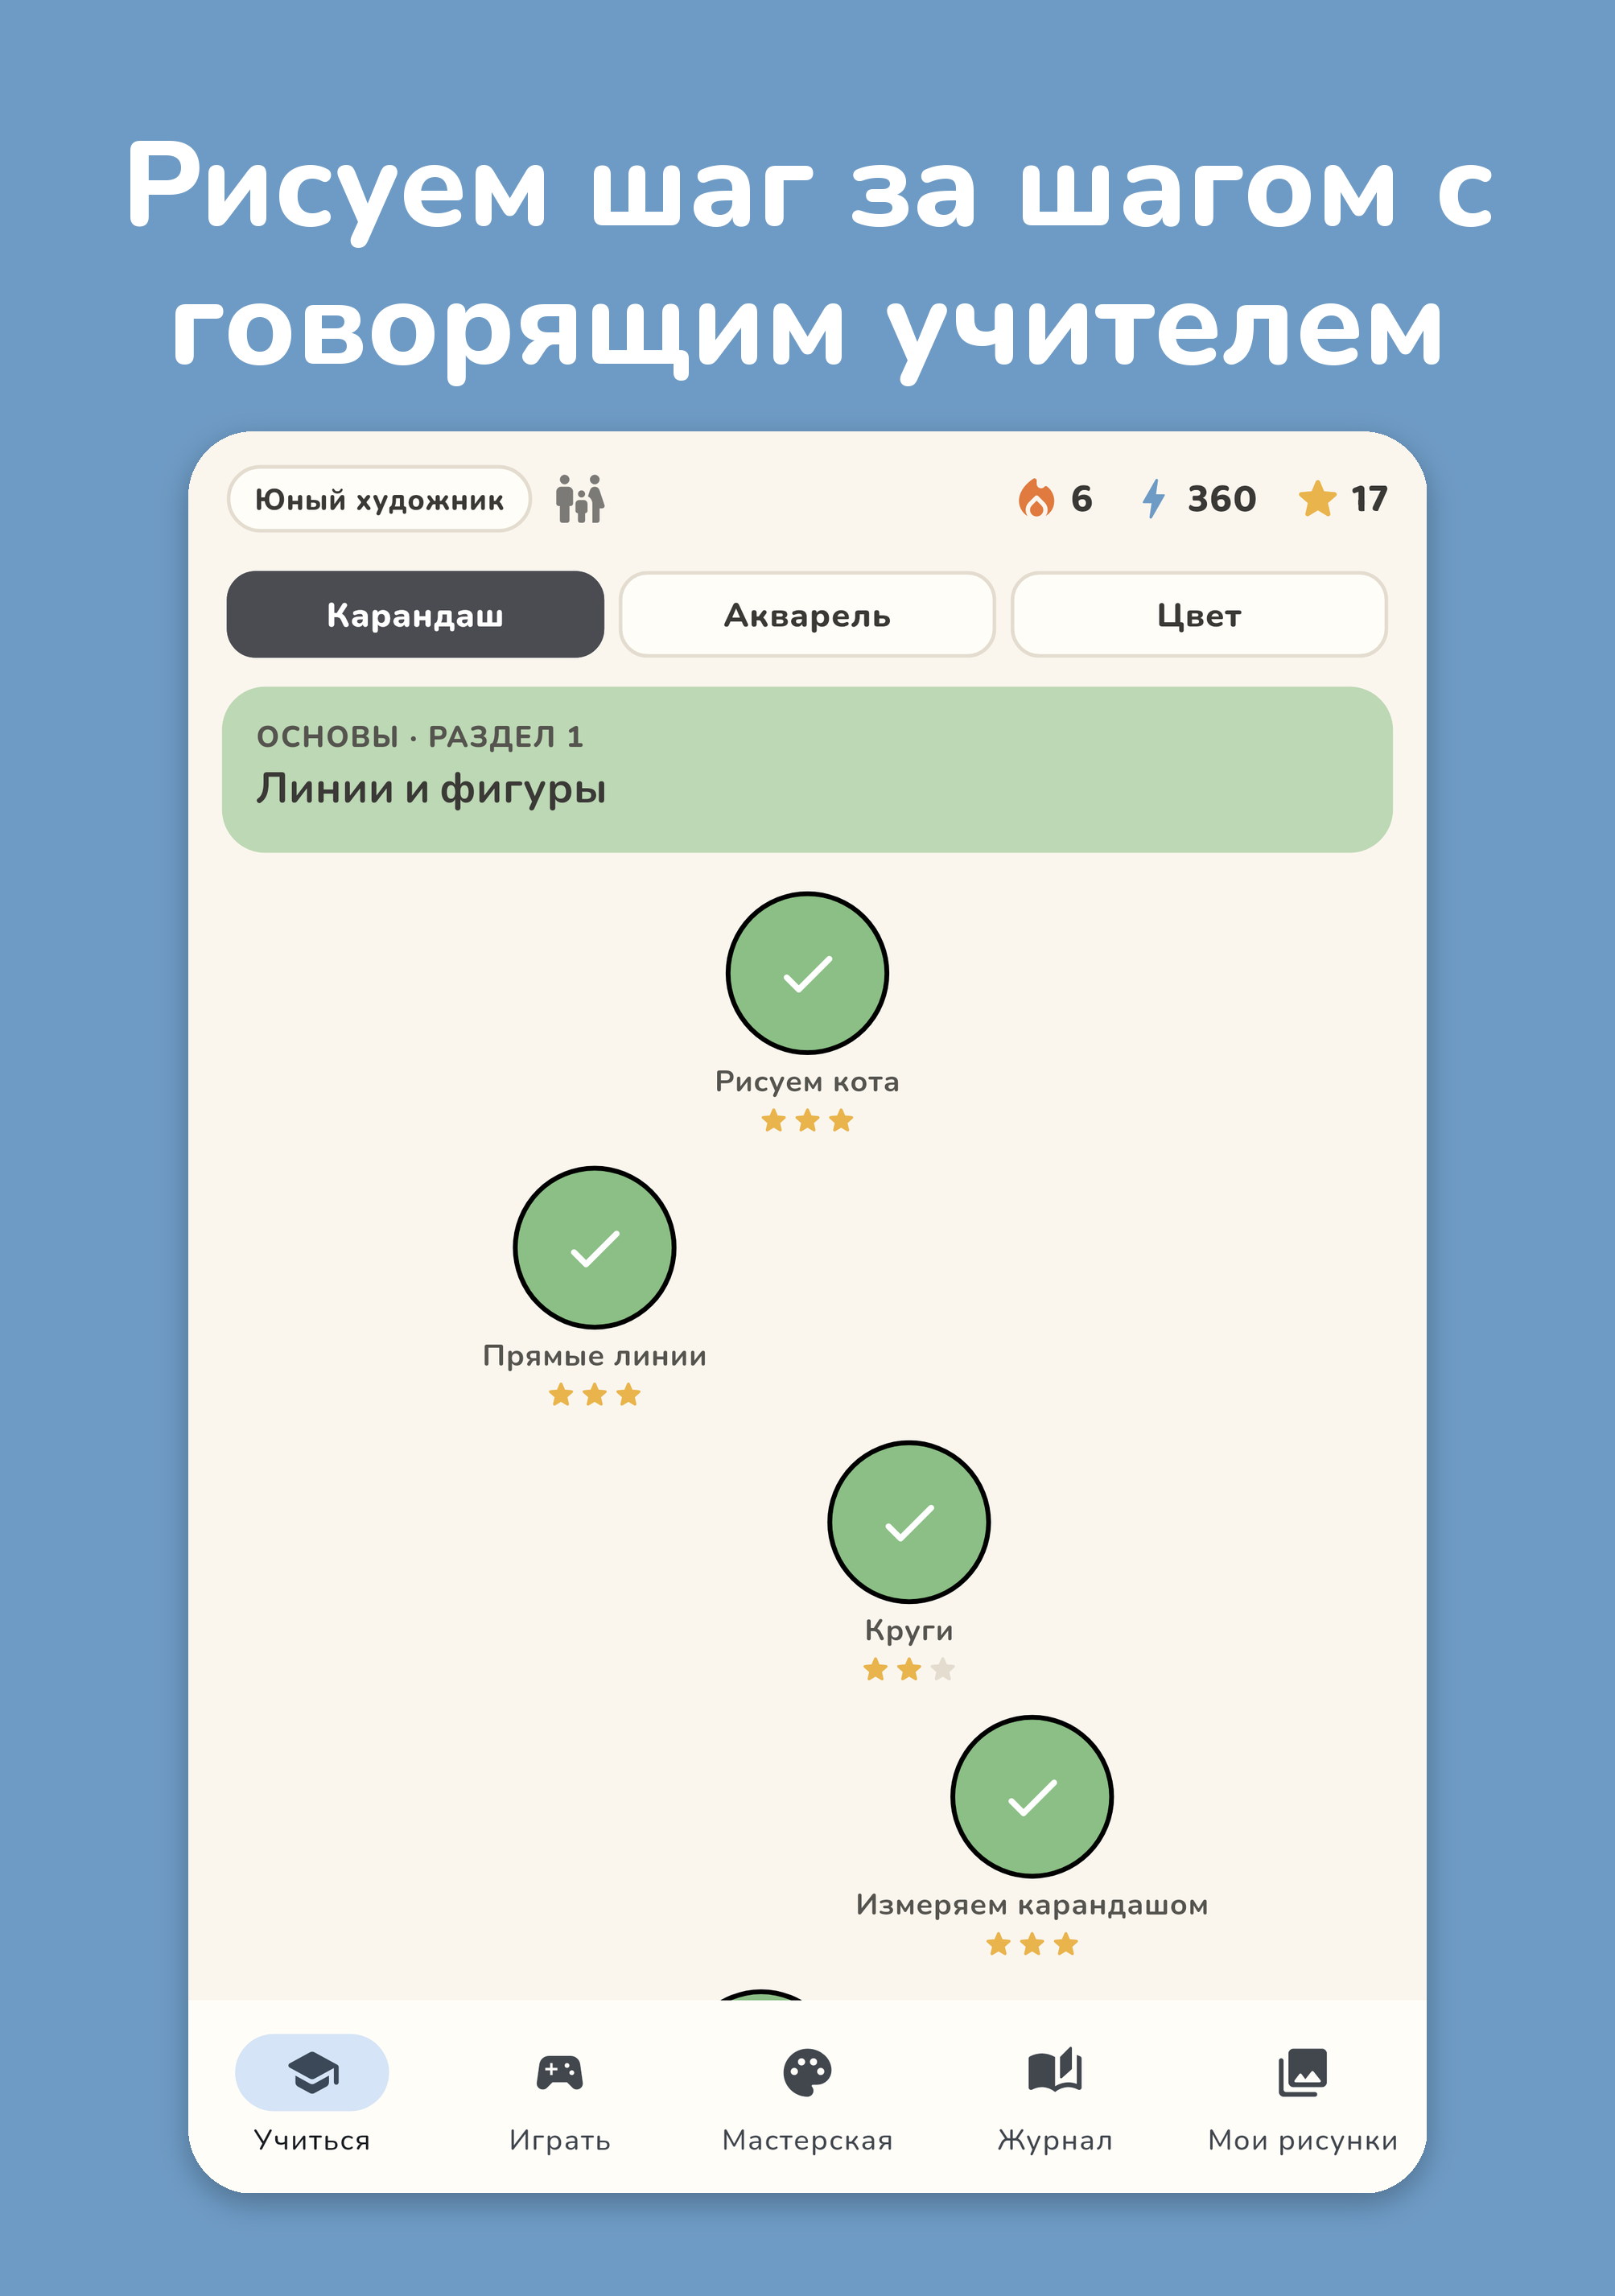 Рисуем шаг за шагом с
говорящим учителем
Юный художник
6
360
17
Карандаш
Акварель
Цвет
ОСНОВЫ · РАЗДЕЛ 1
Линии и фигуры
Рисуем кота
Прямые линии
Круги
Измеряем карандашом
Учиться
Играть
Мастерская
Журнал
Мои рисунки